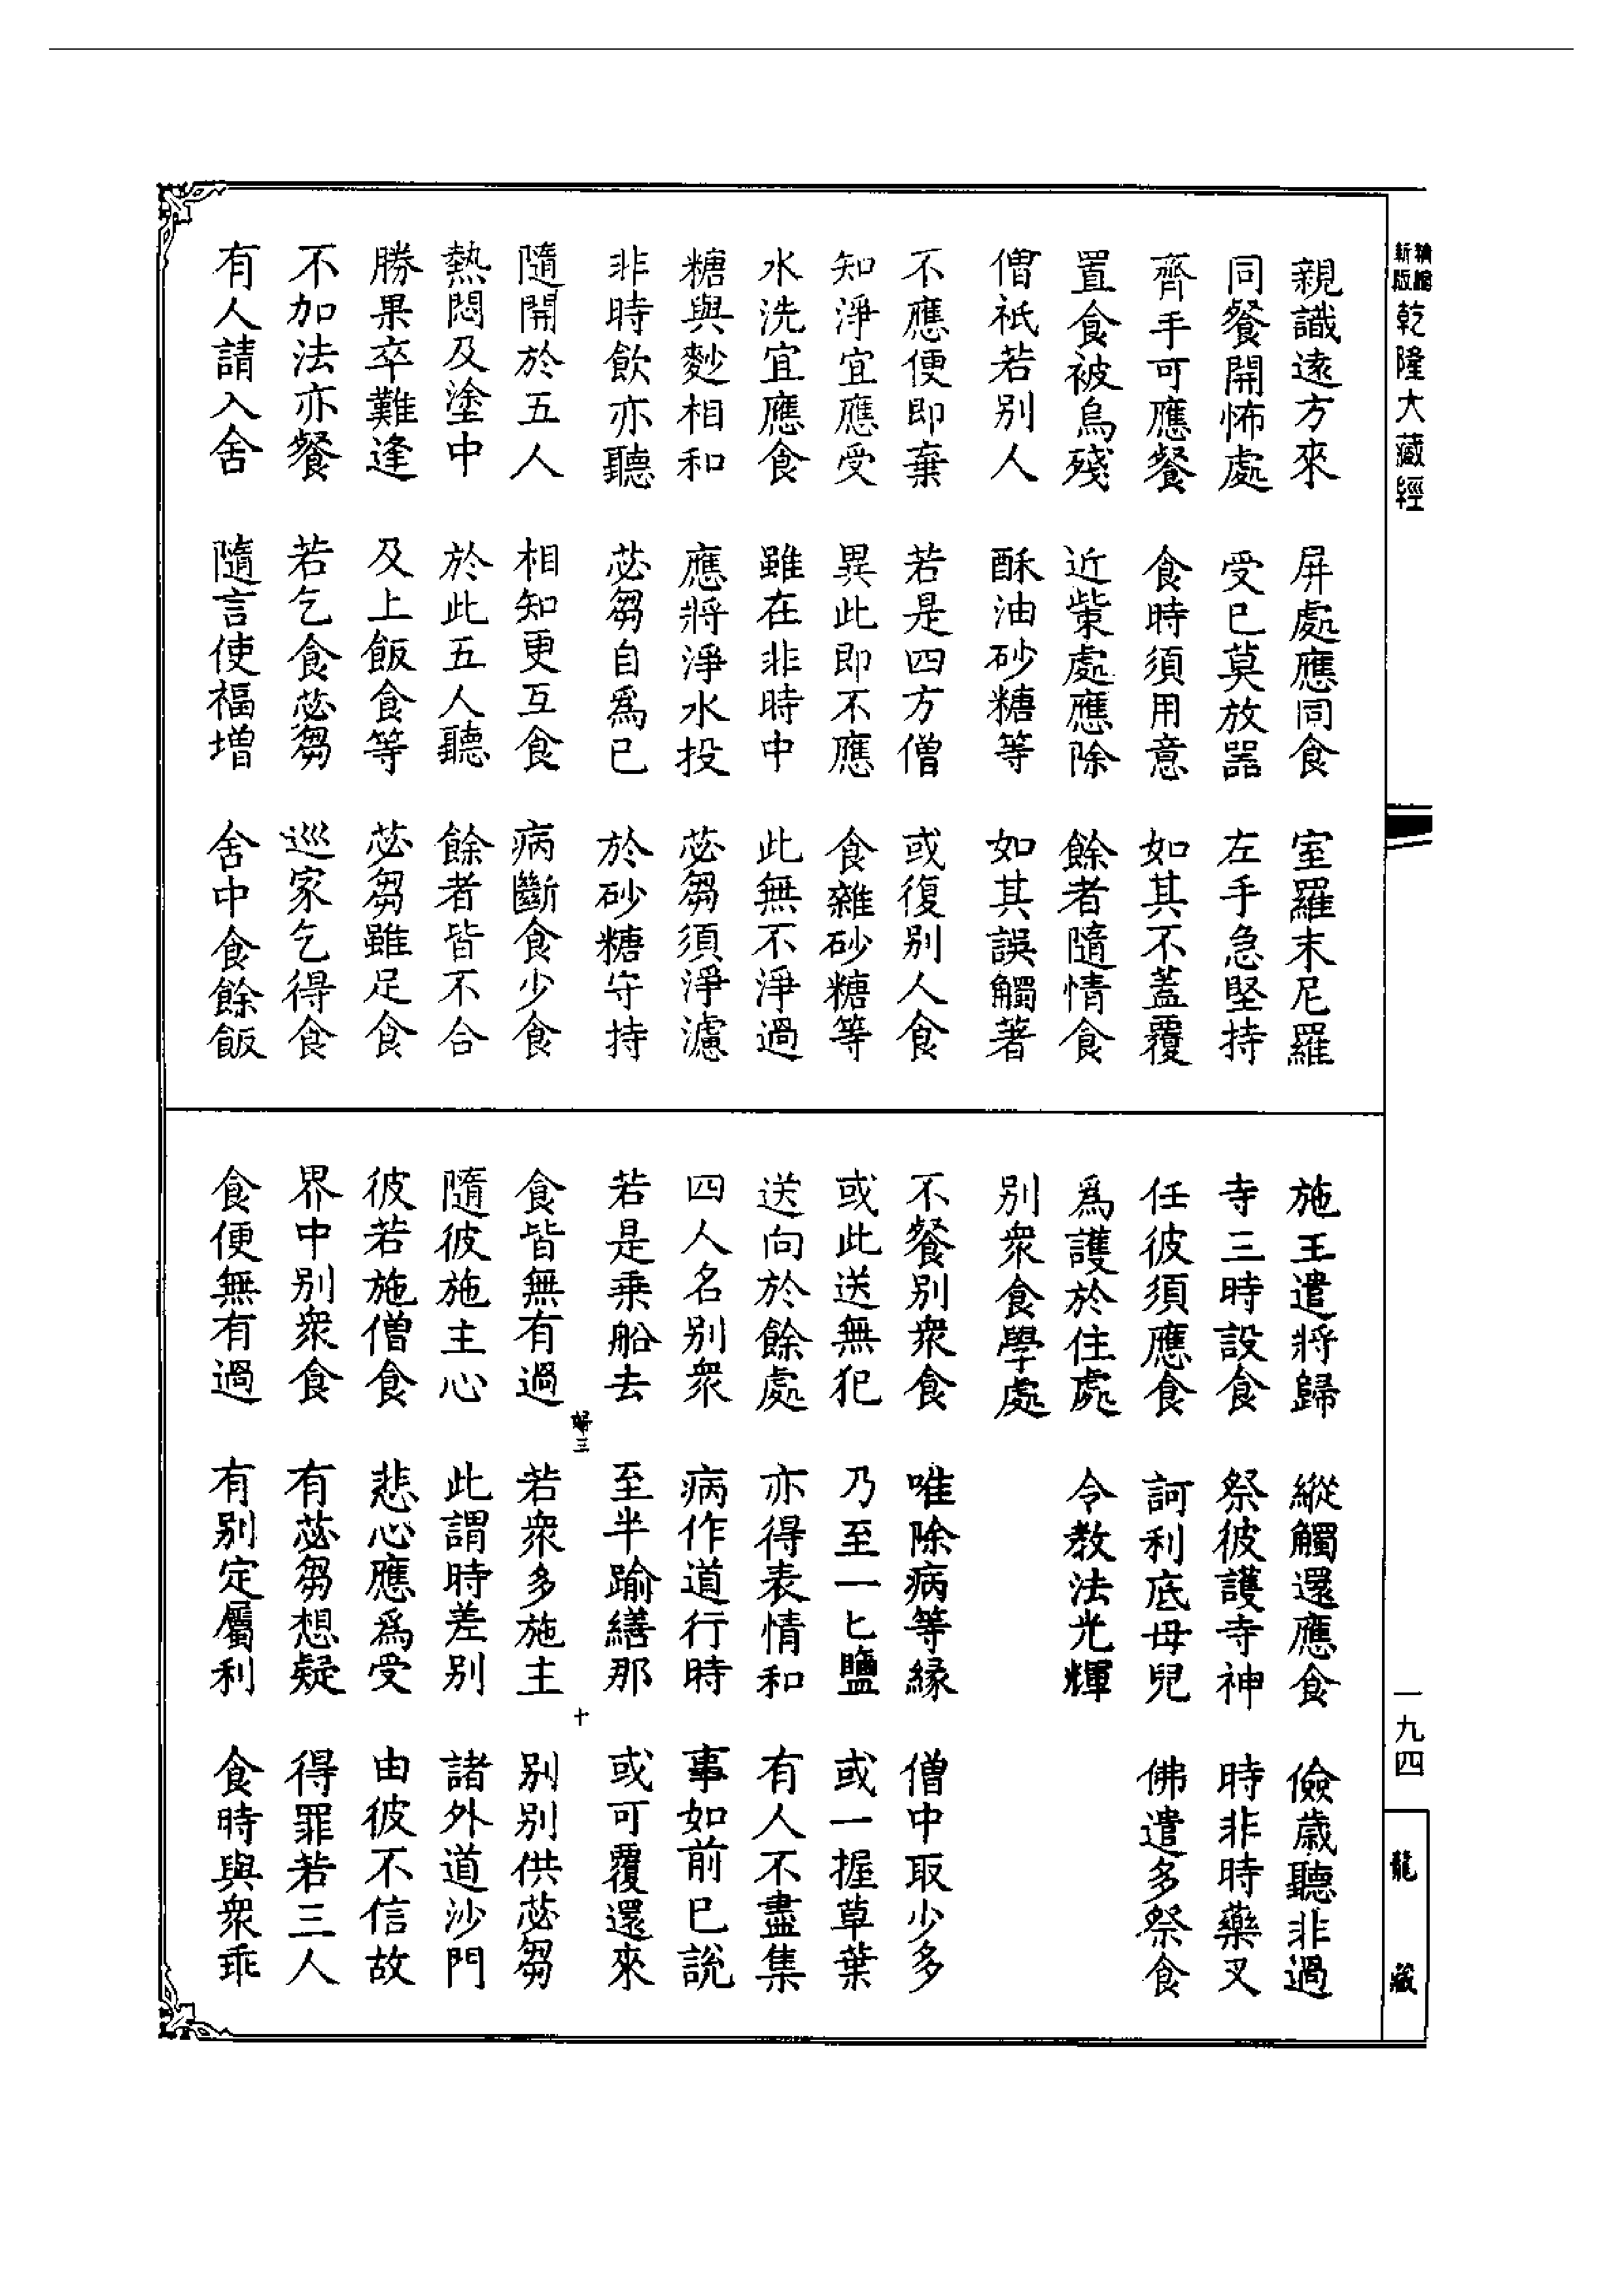 新編
新版
乾隆大藏經
一九四
龍藏
親識遠方來　屏處應同食　室羅末尼羅
同餐開怖處　受已莫放器　左手急堅持
齊手可應餐　食時須用意　如其不蓋覆
置食被烏殘　近柴處應除　餘者隨情食
僧祇若別人　酥油砂糖等　如其誤觸著
不應便即棄　若是四方僧　或復別人食
知淨宜應受　異此即不應　食雜砂糖等
水洗宜應食　雖在非時中　此無不淨過
糖與麨相和　應將淨水投　苾芻須淨濾
非時飲亦聽　苾芻自為已　於砂糖守持
隨開於五人　相知更互食　病斷食少食
熱悶及塗中　於此五人聽　餘者皆不合
勝果卒難逢　及上飯食等　苾芻雖足食
不加法亦餐　若乞食苾芻　巡家乞得食
有人請入舍　隨言使福增　舍中食餘飯
施王遣將歸　縱觸還應食　儉歲聽非過
寺三時設食　祭彼護寺神　時非時藥叉
任彼須應食　訶利底母兒　佛遣多祭食
為護於住處　令教法光輝
別衆食學處
不餐別衆食　唯除病等緣　僧中取少多
或此送無犯　乃至一匕鹽　或一握草葉
送向於餘處　亦得表情和　有人不盡集
四人名別衆　病作道行時　事如前已說
若是乘船去　至半踰繕那　或可覆還來
食皆無有過　若衆多施主　別別供苾芻
隨彼施主心　此謂時差別　諸外道沙門
彼若施僧食　悲心應為受　由彼不信故
界中別衆食　有苾芻想疑　得罪若三人
食便無有過　有別定屬利　食時與衆乖
三
十